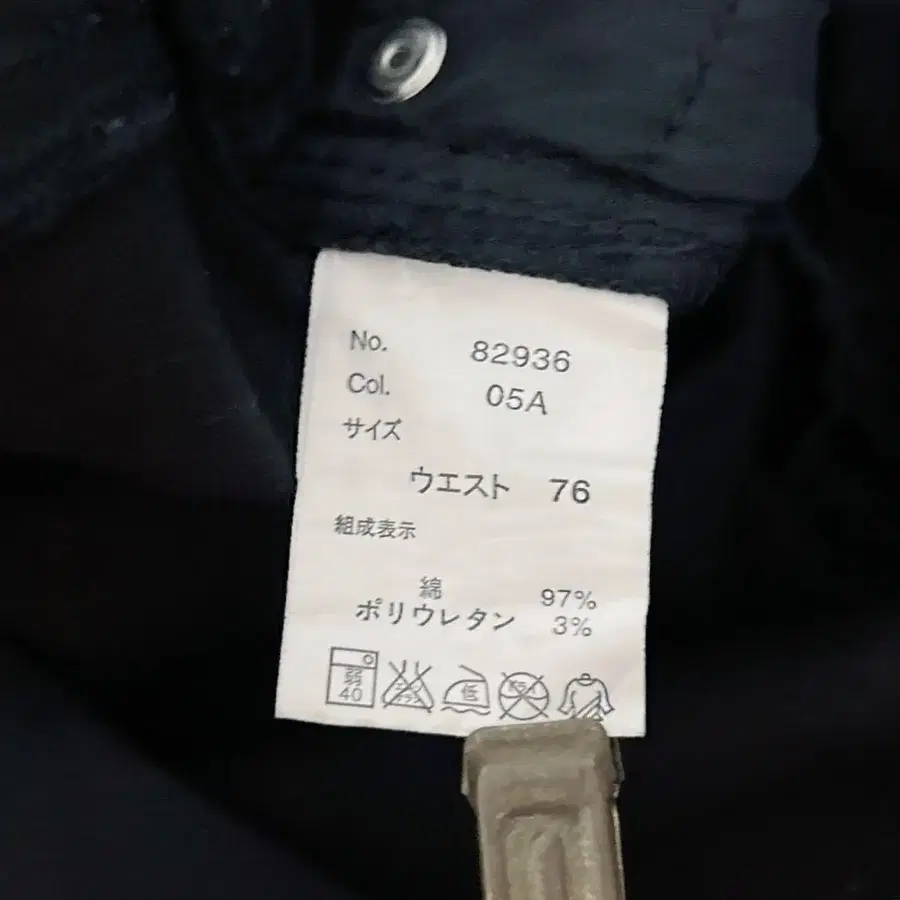 No. 82936
Col. 05A
サイズ
ウエスト 76
組成表示
綿 97%
ポリウレタン 3%
弱 40
低